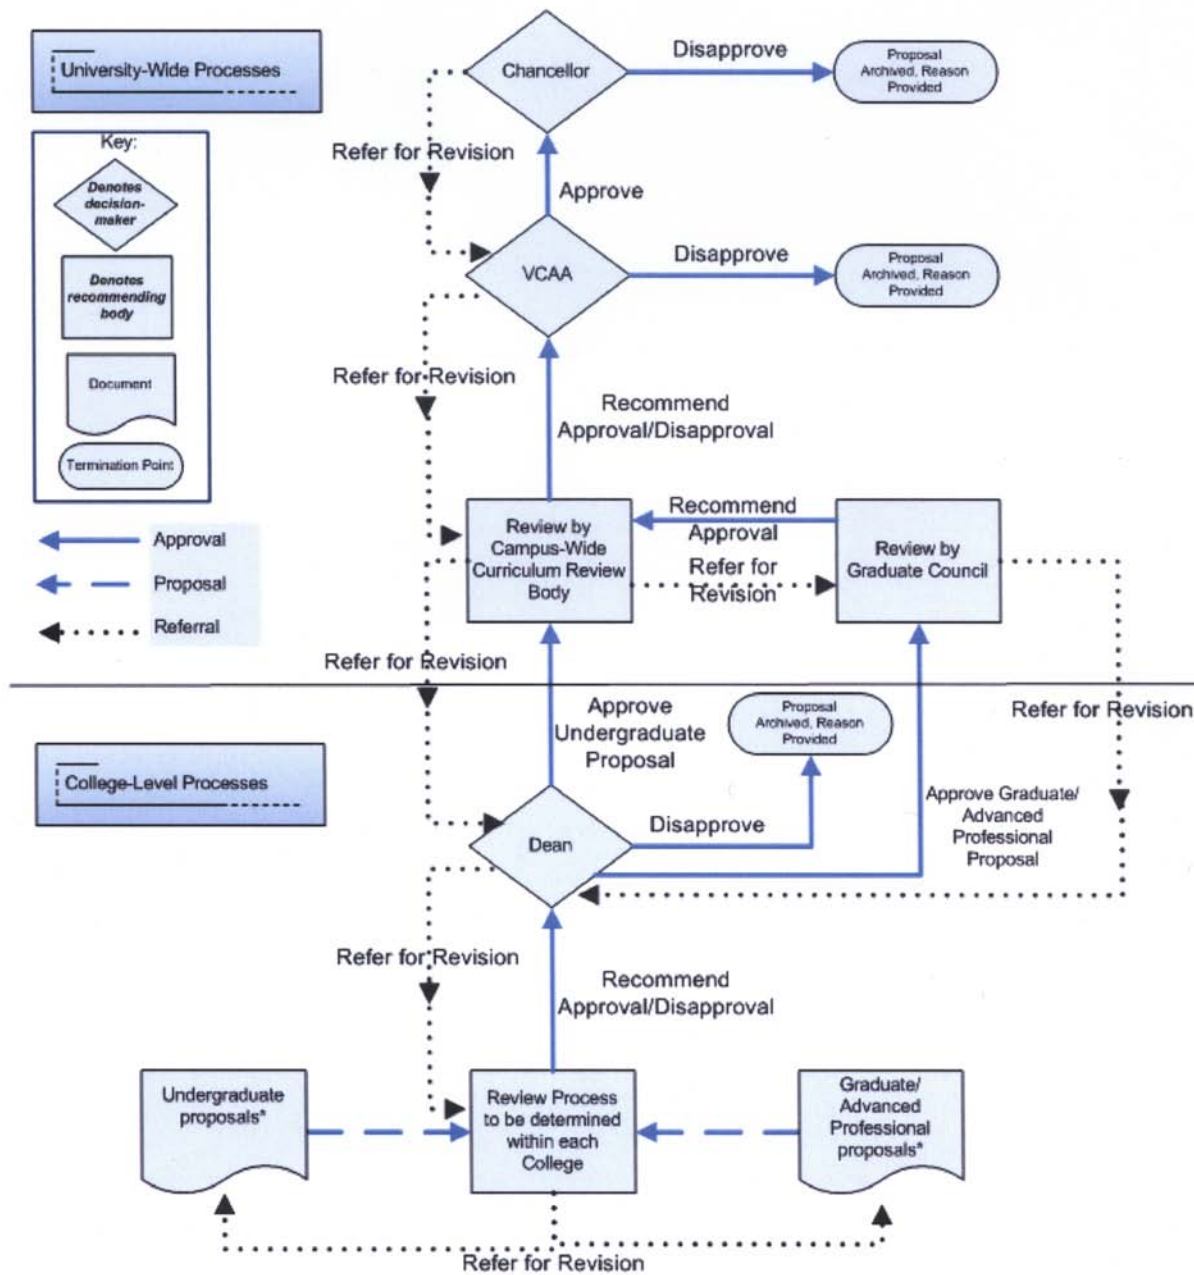 University-Wide Processes
Key:
Denotes
decision-
maker
Denotes
recommending
body
Document
Termination Point
Approval
Proposal
Referral
Chancellor
Disapprove
Proposal
Archived, Reason
Provided
Refer for Revision
Approve
VCAA
Disapprove
Proposal
Archived, Reason
Provided
Refer for Revision
Recommend
Approval/Disapproval
Review by
Campus-Wide
Curriculum Review
Body
Recommend
Approval
Refer for
Revision
Review by
Graduate Council
Refer for Revision
Refer for Revision
College-Level Processes
Approve
Undergraduate
Proposal
Proposal
Archived, Reason
Provided
Dean
Disapprove
Approve Graduate/
Advanced
Professional
Proposal
Refer for Revision
Recommend
Approval/Disapproval
Undergraduate
proposals*
Review Process
to be determined
within each
College
Graduate/
Advanced
Professional
proposals*
Refer for Revision